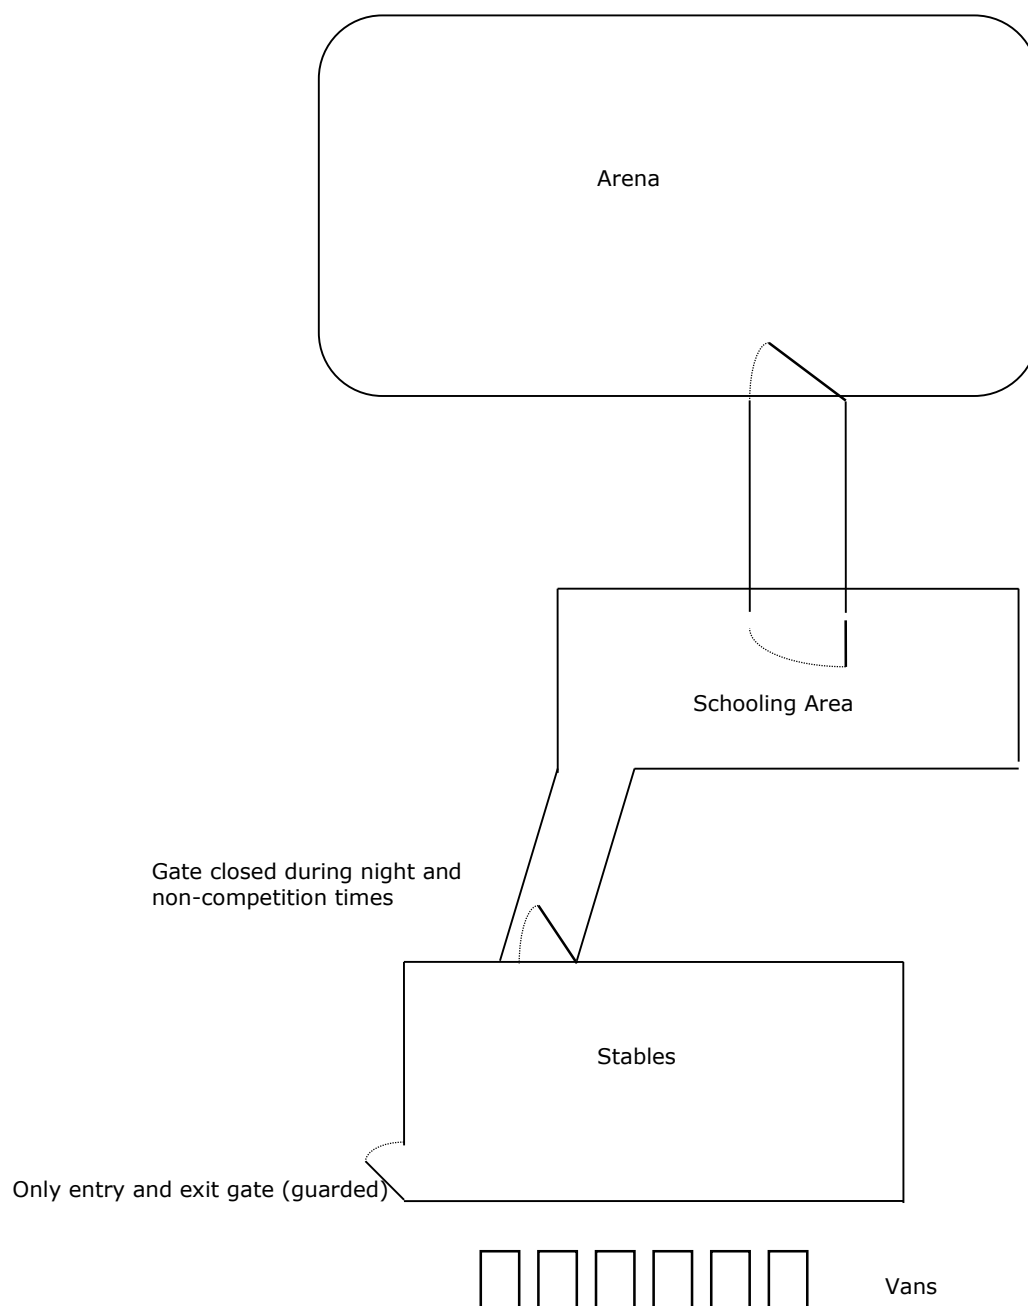 Arena
Schooling Area
Gate closed during night and
non-competition times
Stables
Only entry and exit gate (guarded)
Vans